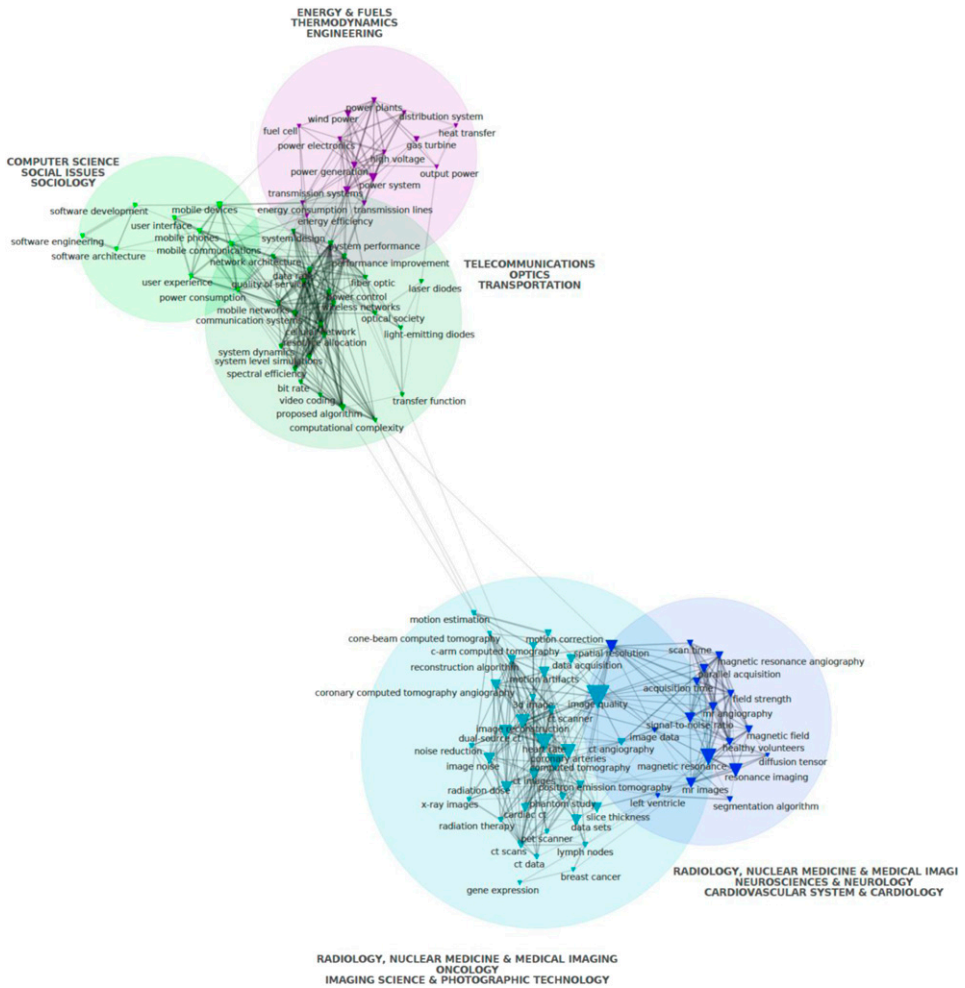 ENERGY & FUELS
THERMODYNAMICS
ENGINEERING
power plants
wind power
distribution system
fuel cell
heat transfer
power electronics
gas turbine
high voltage
power generation
output power
power system
transmission systems
energy consumption
transmission lines
energy efficiency
COMPUTER SCIENCE
SOCIAL ISSUES
SOCIOLOGY
software development
mobile devices
user interface
software engineering
mobile phones
software architecture
mobile communications
user experience
power consumption
TELECOMMUNICATIONS
OPTICS
TRANSPORTATION
system design
system performance
network architecture
performance improvement
data rate
quality of service
fiber optic
laser diodes
power control
mobile networks
wireless networks
communication systems
optical society
cellular network
light-emitting diodes
resource allocation
system dynamics
system level simulations
spectral efficiency
bit rate
video coding
transfer function
proposed algorithm
computational complexity
motion estimation
cone-beam computed tomography
motion correction
c-arm computed tomography
spatial resolution
scan time
reconstruction algorithm
data acquisition
magnetic resonance angiography
motion artifacts
parallel acquisition
coronary computed tomography angiography
acquisition time
3d image
image quality
field strength
ct scanner
mr angiography
image reconstruction
signal-to-noise ratio
dual-source ct
image data
magnetic field
noise reduction
heart rate
ct angiography
healthy volunteers
coronary arteries
image noise
computed tomography
magnetic resonance
diffusion tensor
ct images
resonance imaging
radiation dose
positron emission tomography
mr images
x-ray images
phantom study
left ventricle
segmentation algorithm
cardiac ct
slice thickness
radiation therapy
data sets
pet scanner
ct scans
lymph nodes
ct data
breast cancer
gene expression
RADIOLOGY, NUCLEAR MEDICINE & MEDICAL IMAGI
NEUROSCIENCES & NEUROLOGY
CARDIOVASCULAR SYSTEM & CARDIOLOGY
RADIOLOGY, NUCLEAR MEDICINE & MEDICAL IMAGING
ONCOLOGY
IMAGING SCIENCE & PHOTOGRAPHIC TECHNOLOGY